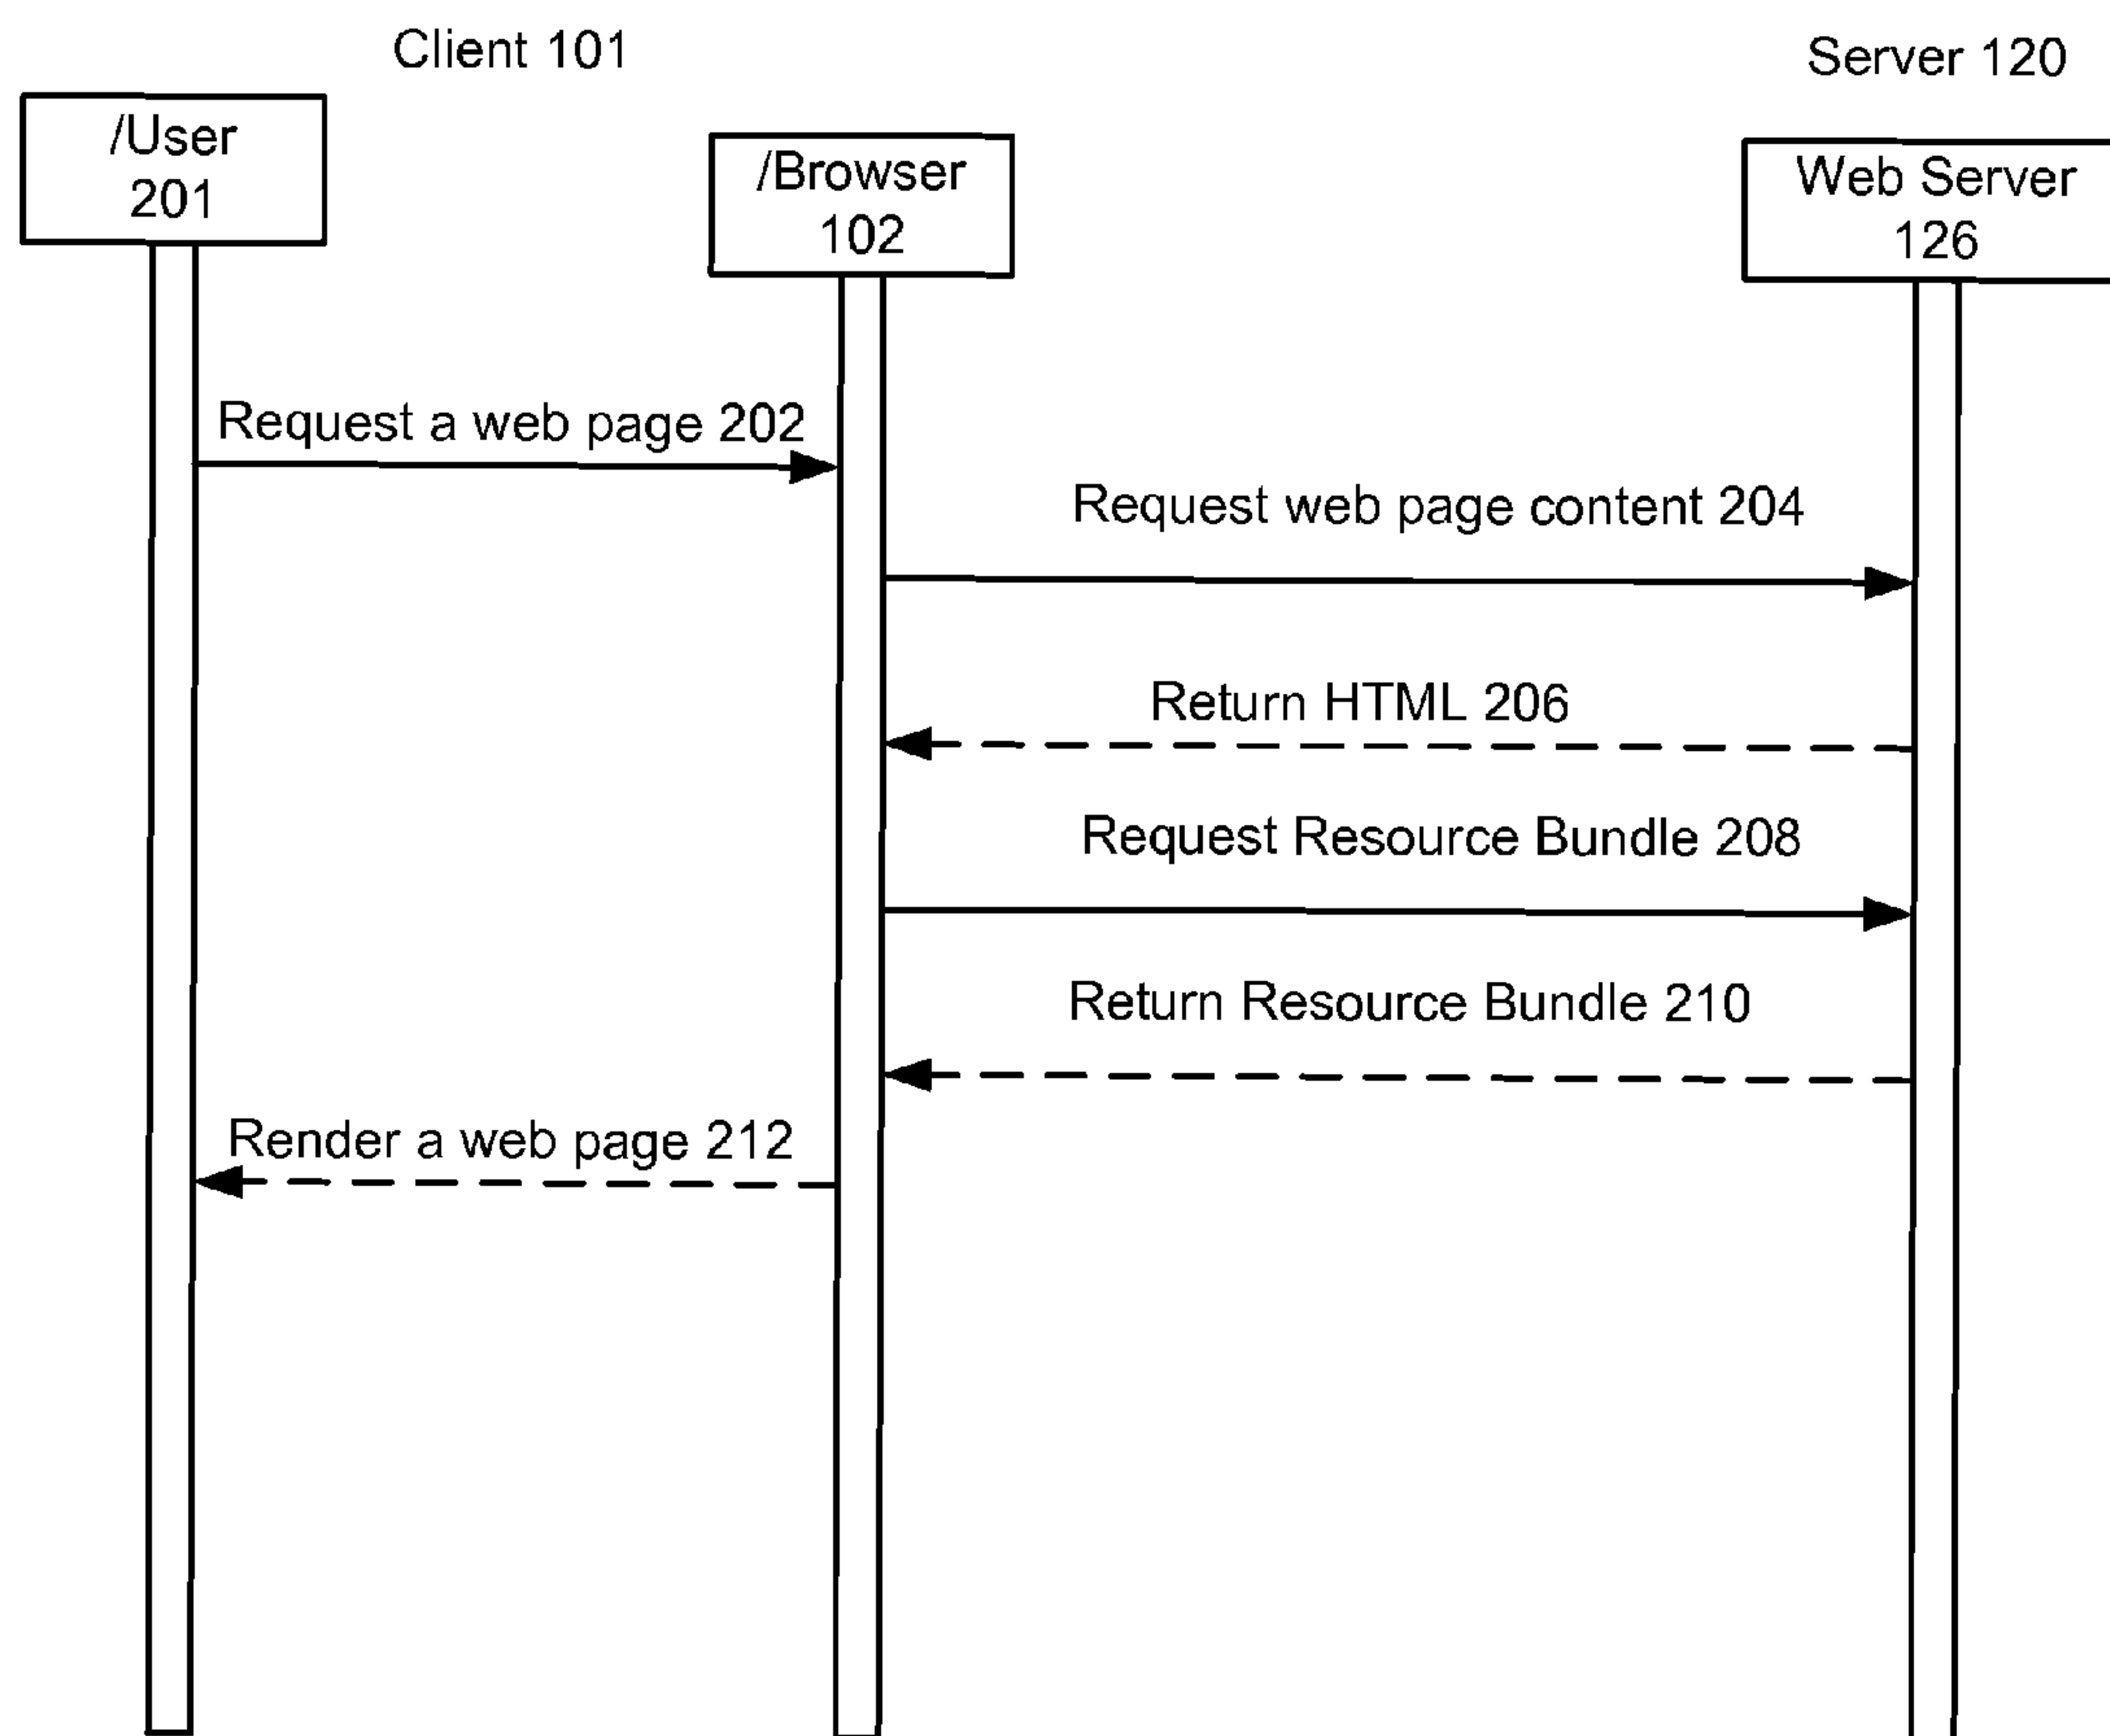 Client 101
Server 120
/User
201
/Browser
102
Web Server
126
Request a web page 202
Request web page content 204
Return HTML 206
Request Resource Bundle 208
Return Resource Bundle 210
Render a web page 212